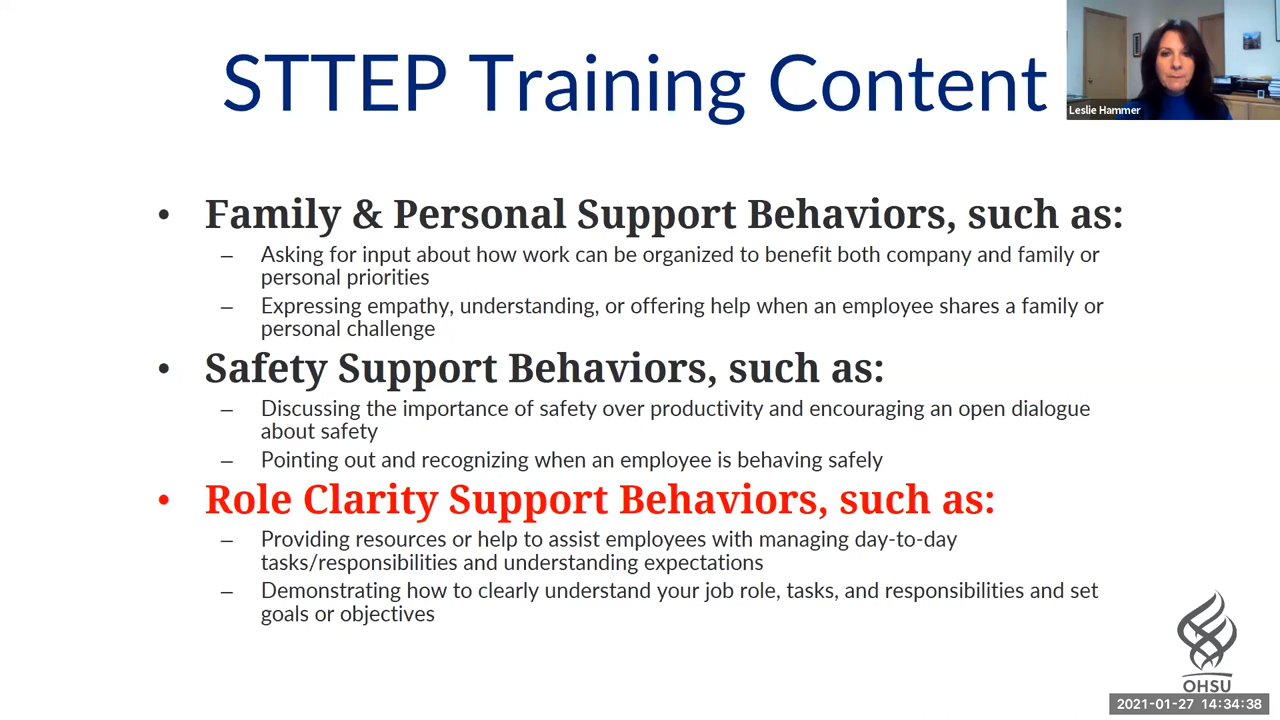 STTEP Training Content
Leslie Hammer
• Family & Personal Support Behaviors, such as:
– Asking for input about how work can be organized to benefit both company and family or
personal priorities
– Expressing empathy, understanding, or offering help when an employee shares a family or
personal challenge
• Safety Support Behaviors, such as:
– Discussing the importance of safety over productivity and encouraging an open dialogue
about safety
– Pointing out and recognizing when an employee is behaving safely
• Role Clarity Support Behaviors, such as:
– Providing resources or help to assist employees with managing day-to-day
tasks/responsibilities and understanding expectations
– Demonstrating how to clearly understand your job role, tasks, and responsibilities and set
goals or objectives
OHSU
2021-01-27 14:34:38